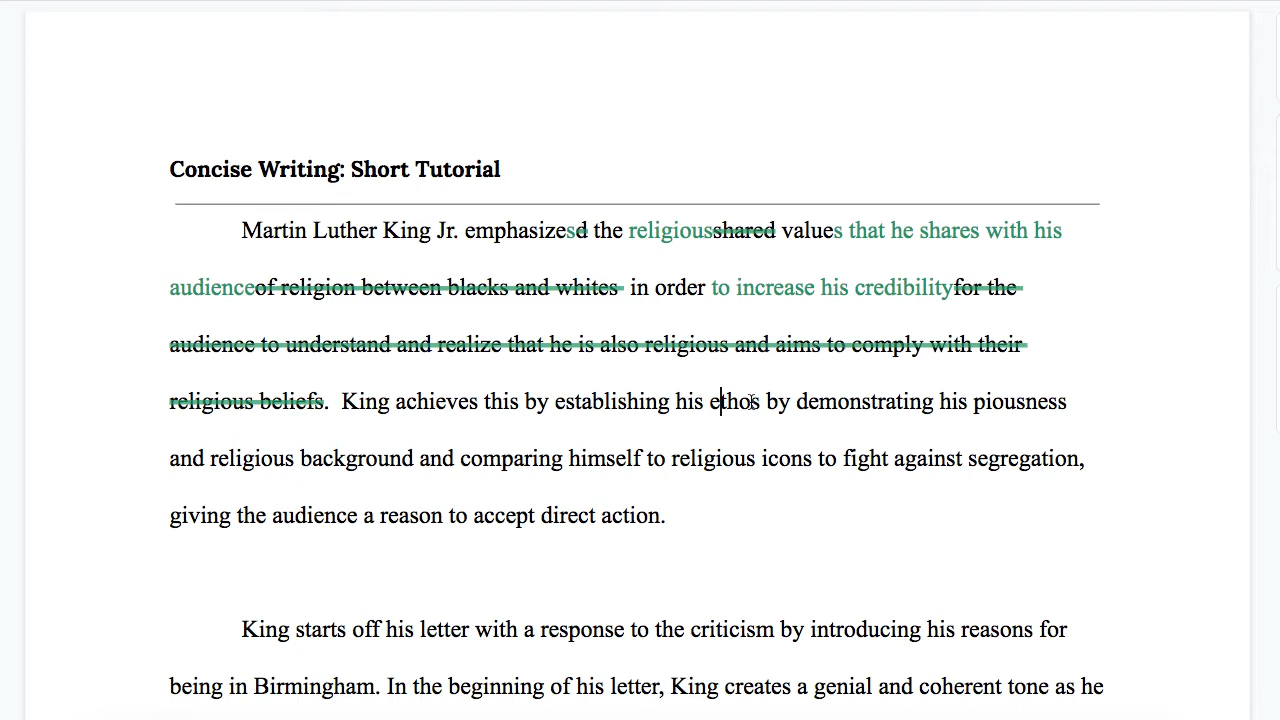 Concise Writing: Short Tutorial
Martin Luther King Jr. emphasizesd the religiousshared values that he shares with his
audienceof religion between blacks and whites in order to increase his credibilityfor the
audience to understand and realize that he is also religious and aims to comply with their
religious beliefs. King achieves this by establishing his ethos by demonstrating his piousness
and religious background and comparing himself to religious icons to fight against segregation,
giving the audience a reason to accept direct action.
King starts off his letter with a response to the criticism by introducing his reasons for
being in Birmingham. In the beginning of his letter, King creates a genial and coherent tone as he